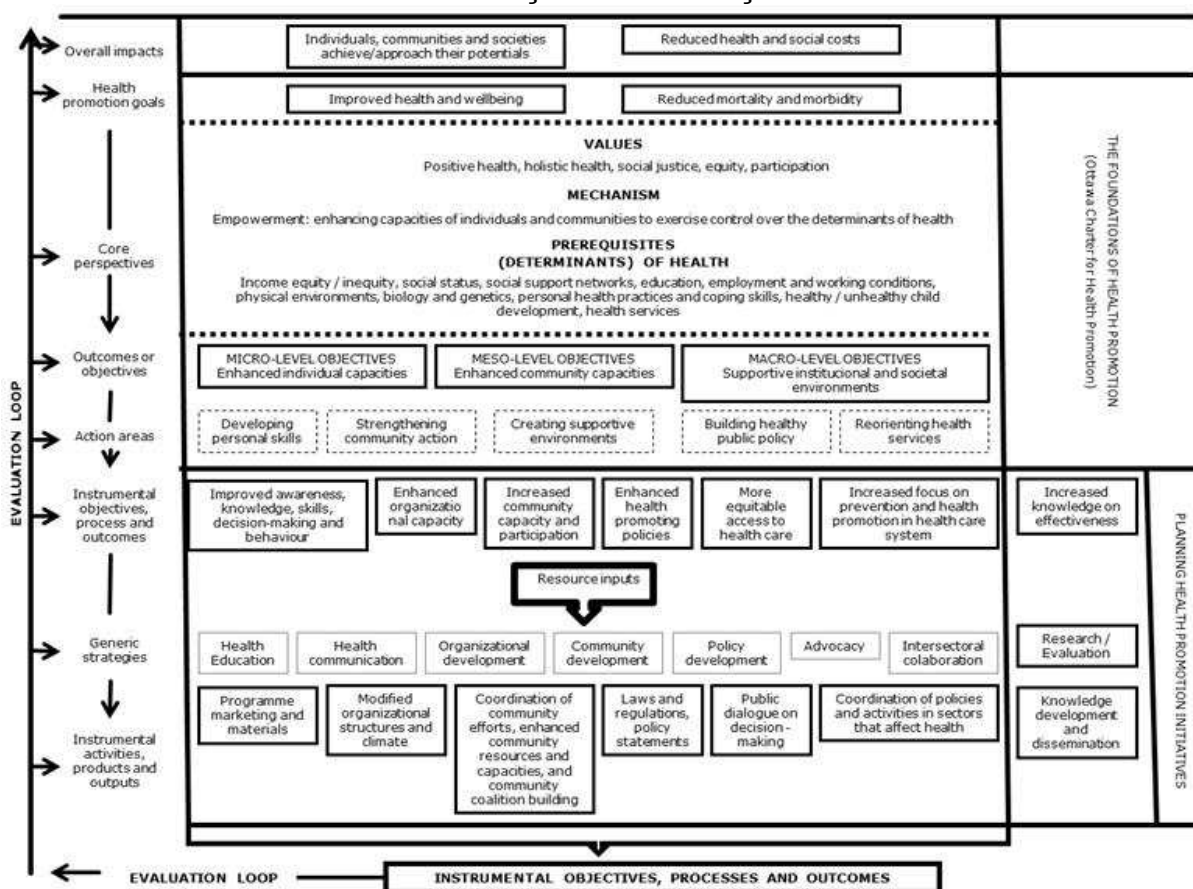 Overall impacts
Individuals, communities and societies
achieve/approach their potentials
Reduced health and social costs
Health
promotion goals
Improved health and wellbeing
Reduced mortality and morbidity
VALUES
Positive health, holistic health, social justice, equity, participation
MECHANISM
Empowerment: enhancing capacities of individuals and communities to exercise control over the determinants of health
Core
perspectives
PREREQUISITES
(DETERMINANTS) OF HEALTH
Income equity / inequity, social status, social support networks, education, employment and working conditions,
physical environments, biology and genetics, personal health practices and coping skills, healthy / unhealthy child
development, health services
THE FOUNDATIONS OF HEALTH PROMOTION
(Ottawa Charter for Health Promotion)
Outcomes or
objectives
MICRO-LEVEL OBJECTIVES
Enhanced individual capacities
MESO-LEVEL OBJECTIVES
Enhanced community capacities
MACRO-LEVEL OBJECTIVES
Supportive institutional and societal
environments
Action areas
Developing
personal skills
Strengthening
community action
Creating supportive
environments
Building healthy
public policy
Reorienting health
services
EVALUATION LOOP
Instrumental
objectives,
process and
outcomes
Improved awareness,
knowledge, skills,
decision-making and
behaviour
Enhanced
organizatio
nal capacity
Increased
community
capacity and
participation
Enhanced
health
promoting
policies
More
equitable
access to
health care
Increased focus on
prevention and health
promotion in health care
system
Increased
knowledge on
effectiveness
Resource inputs
Generic
strategies
Health
Education
Health
communication
Organizational
development
Community
development
Policy
development
Advocacy
Intersectoral
colaboration
Research /
Evaluation
Instrumental
activities,
products and
outputs
Programme
marketing and
materials
Modified
organizational
structures and
climate
Coordination of
community
efforts, enhanced
community
resources and
capacities, and
community
coalition building
Laws and
regulations,
policy
statements
Public
dialogue on
decision-
making
Coordination of policies
and activities in sectors
that affect health
Knowledge
development
and
dissemination
PLANNING HEALTH PROMOTION INITIATIVES
EVALUATION LOOP
INSTRUMENTAL OBJECTIVES, PROCESSES AND OUTCOMES